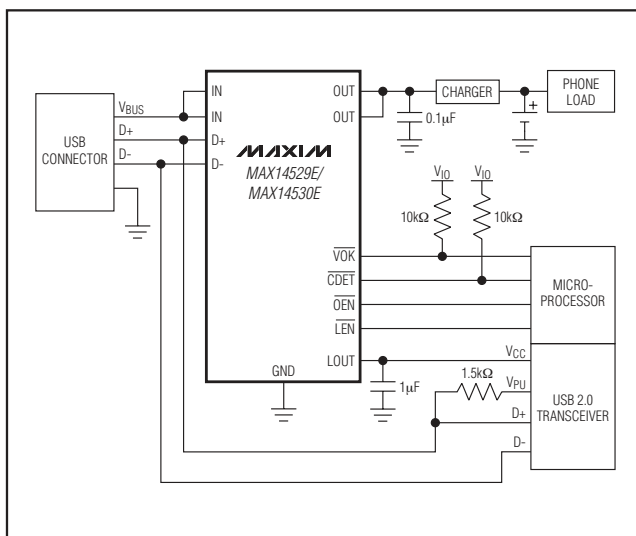 USB
CONNECTOR
VBUS
D+
D-
IN
IN
D+
D-
MAXIM
MAX14529E/
MAX14530E
GND
OUT
OUT
VOK
CDET
OEN
LEN
LOUT
0.1µF
CHARGER
+
PHONE
LOAD
VIO
VIO
10kΩ
10kΩ
MICRO-
PROCESSOR
1µF
1.5kΩ
VCC
VPU
D+
D-
USB 2.0
TRANSCEIVER